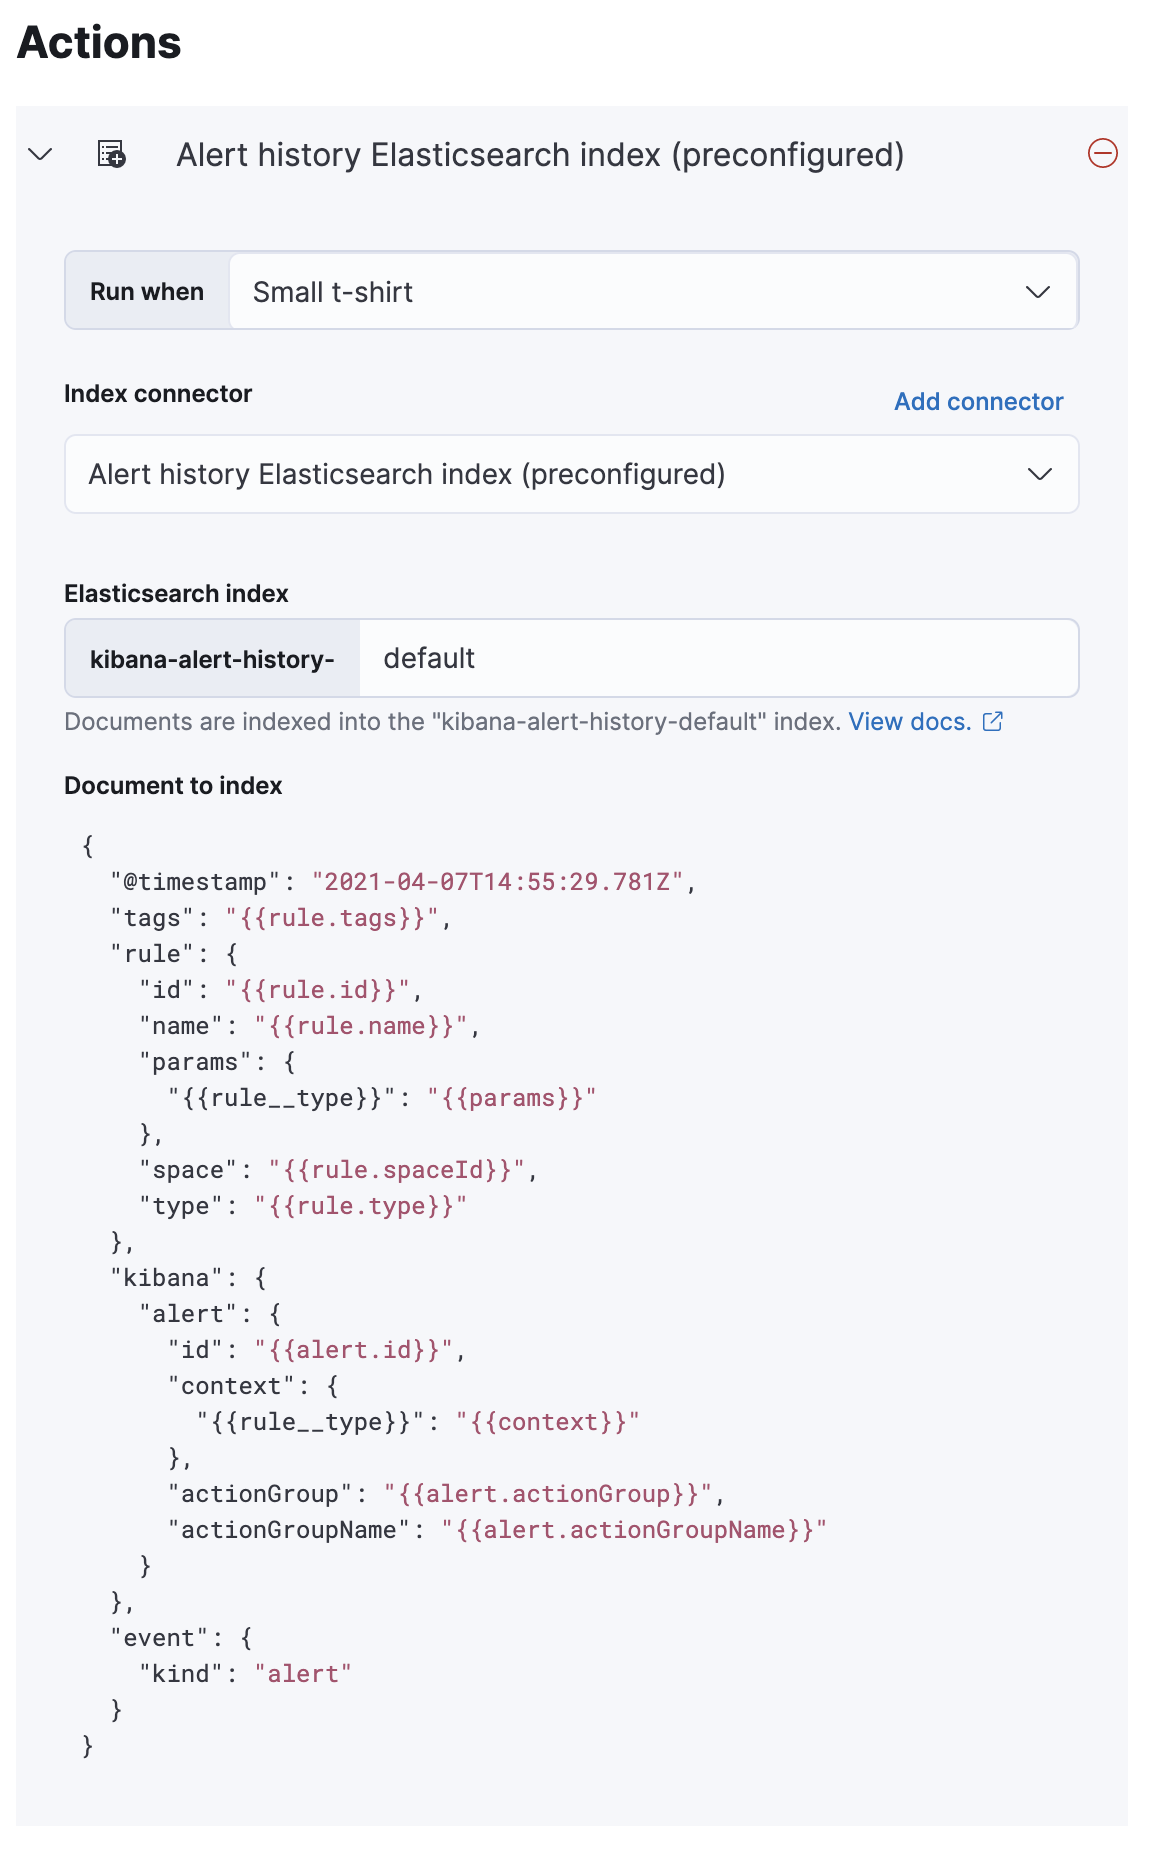 Actions
Alert history Elasticsearch index (preconfigured)
Run when Small t-shirt
Index connector Add connector
Alert history Elasticsearch index (preconfigured)
Elasticsearch index
kibana-alert-history- default
Documents are indexed into the "kibana-alert-history-default" index. View docs.
Document to index
{
  "@timestamp": "2021-04-07T14:55:29.781Z",
  "tags": "{{rule.tags}}",
  "rule": {
    "id": "{{rule.id}}",
    "name": "{{rule.name}}",
    "params": {
      "{{rule__type}}": "{{params}}"
    },
    "space": "{{rule.spaceId}}",
    "type": "{{rule.type}}"
  },
  "kibana": {
    "alert": {
      "id": "{{alert.id}}",
      "context": {
        "{{rule__type}}": "{{context}}"
      },
      "actionGroup": "{{alert.actionGroup}}",
      "actionGroupName": "{{alert.actionGroupName}}"
    }
  },
  "event": {
    "kind": "alert"
  }
}